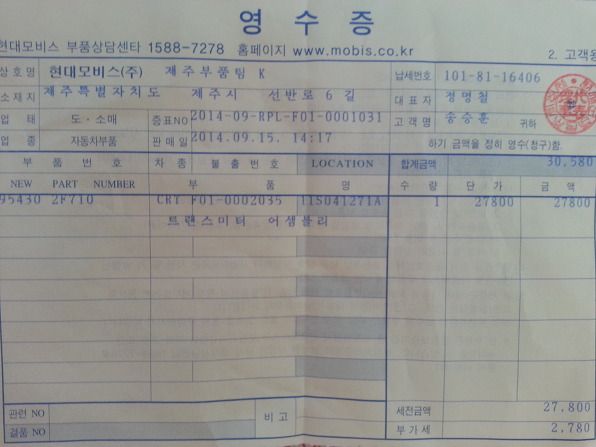 영수증
현대모비스 부품상담센타 1588-7278 홈페이지 www.mobis.co.kr 2. 고객용
상호명 현대모비스(주) 제주부품팀 K 납세번호 101-81-16406
소재지 제주특별자치도 제주시 선반로6길 대표자 정명철
업태 도·소매 증표NO 2014-09-RPL-F01-0001031 고객명 송승훈 귀하
업종 자동차부품 판매일 2014.09.15. 14:17 하기 금액을 정히 영수(청구)함.
부품번호 차종 불출번호 LOCATION 합계금액 30,580
NEW PART NUMBER 부품명 수량 단가 금액
95430 2F710 CRT F01-0002035 11S041271A 1 27800 27800
트랜스미터 어셈블리
관련 NO 비고 세전금액 27,800
결품 NO 부가세 2,780